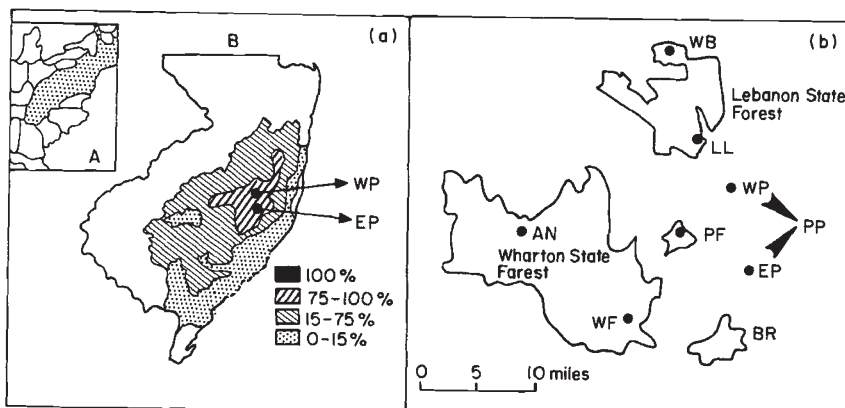 B
(a)
A
WP
EP
100%
75-100%
15-75%
0-15%
(b)
WB
Lebanon State
Forest
LL
WP
PP
PF
AN
Wharton State
Farest
EP
WF
BR
0 5 10 miles